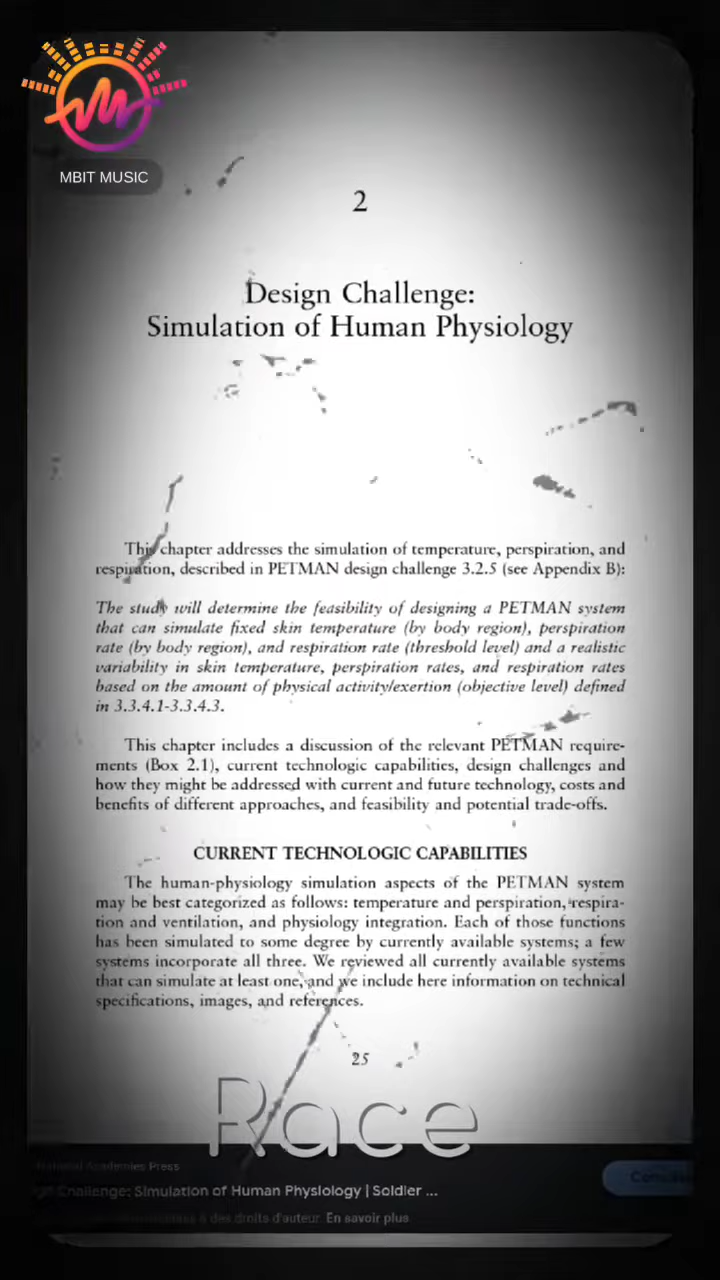 MBIT MUSIC
2
Design Challenge:
Simulation of Human Physiology
This chapter addresses the simulation of temperature, perspiration, and
respiration, described in PETMAN design challenge 3.2.5 (see Appendix B):
The study will determine the feasibility of designing a PETMAN system
that can simulate fixed skin temperature (by body region), perspiration
rate (by body region), and respiration rate (threshold level) and a realistic
variability in skin temperature, perspiration rates, and respiration rates
based on the amount of physical activity/exertion (objective level) defined
in 3.3.4.1-3.3.4.3.
This chapter includes a discussion of the relevant PETMAN require-
ments (Box 2.1), current technologic capabilities, design challenges and
how they might be addressed with current and future technology, costs and
benefits of different approaches, and feasibility and potential trade-offs.
CURRENT TECHNOLOGIC CAPABILITIES
The human-physiology simulation aspects of the PETMAN system
may be best categorized as follows: temperature and perspiration, respira-
tion and ventilation, and physiology integration. Each of those functions
has been simulated to some degree by currently available systems; a few
systems incorporate all three. We reviewed all currently available systems
that can simulate at least one, and we include here information on technical
specifications, images, and references.
25
Race
National Academies Press
Challenge: Simulation of Human Physiology | Soldier ...
à des droits d'auteur. En savoir plus